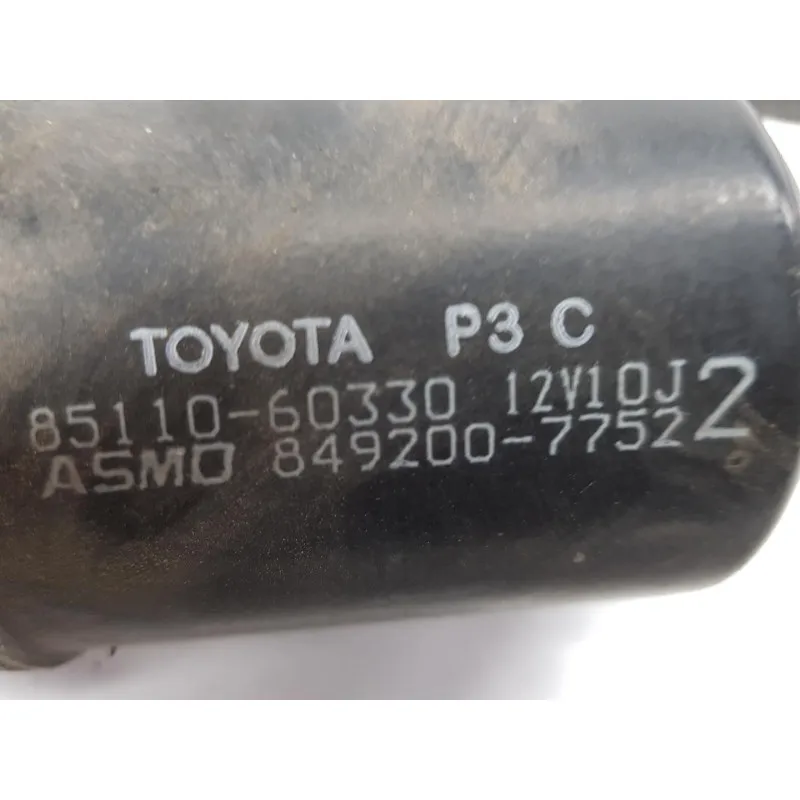 TOYOTA P3 C
85110-60330 12V10J 2
ASMO 849200-7752